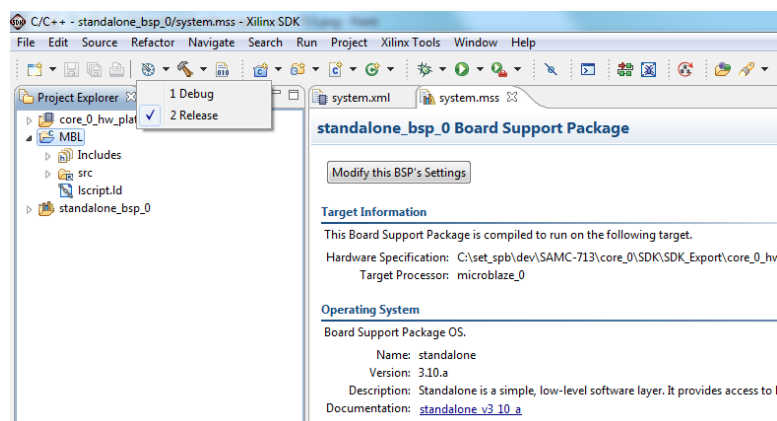 C/C++ - standalone_bsp_0/system.mss - Xilinx SDK
File Edit Source Refactor Navigate Search Run Project Xilinx Tools Window Help
Project Explorer
1 Debug
2 Release
system.xml
system.mss
core_0_hw_plat
MBL
Includes
src
lscript.ld
standalone_bsp_0
standalone_bsp_0 Board Support Package
Modify this BSP's Settings
Target Information
This Board Support Package is compiled to run on the following target.
Hardware Specification: C:\set_spb\dev\SAMC-713\core_0\SDK\SDK_Export\core_0_hw
Target Processor: microblaze_0
Operating System
Board Support Package OS.
Name: standalone
Version: 3.10.a
Description: Standalone is a simple, low-level software layer. It provides access to
Documentation: standalone_v3_10_a